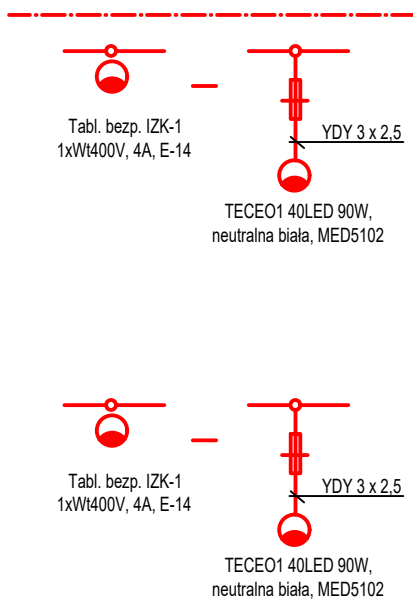 Tabl. bezp. IZK-1
1xWt400V, 4A, E-14
YDY 3 x 2,5
TECEO1 40LED 90W,
neutralna biała, MED5102
Tabl. bezp. IZK-1
1xWt400V, 4A, E-14
YDY 3 x 2,5
TECEO1 40LED 90W,
neutralna biała, MED5102